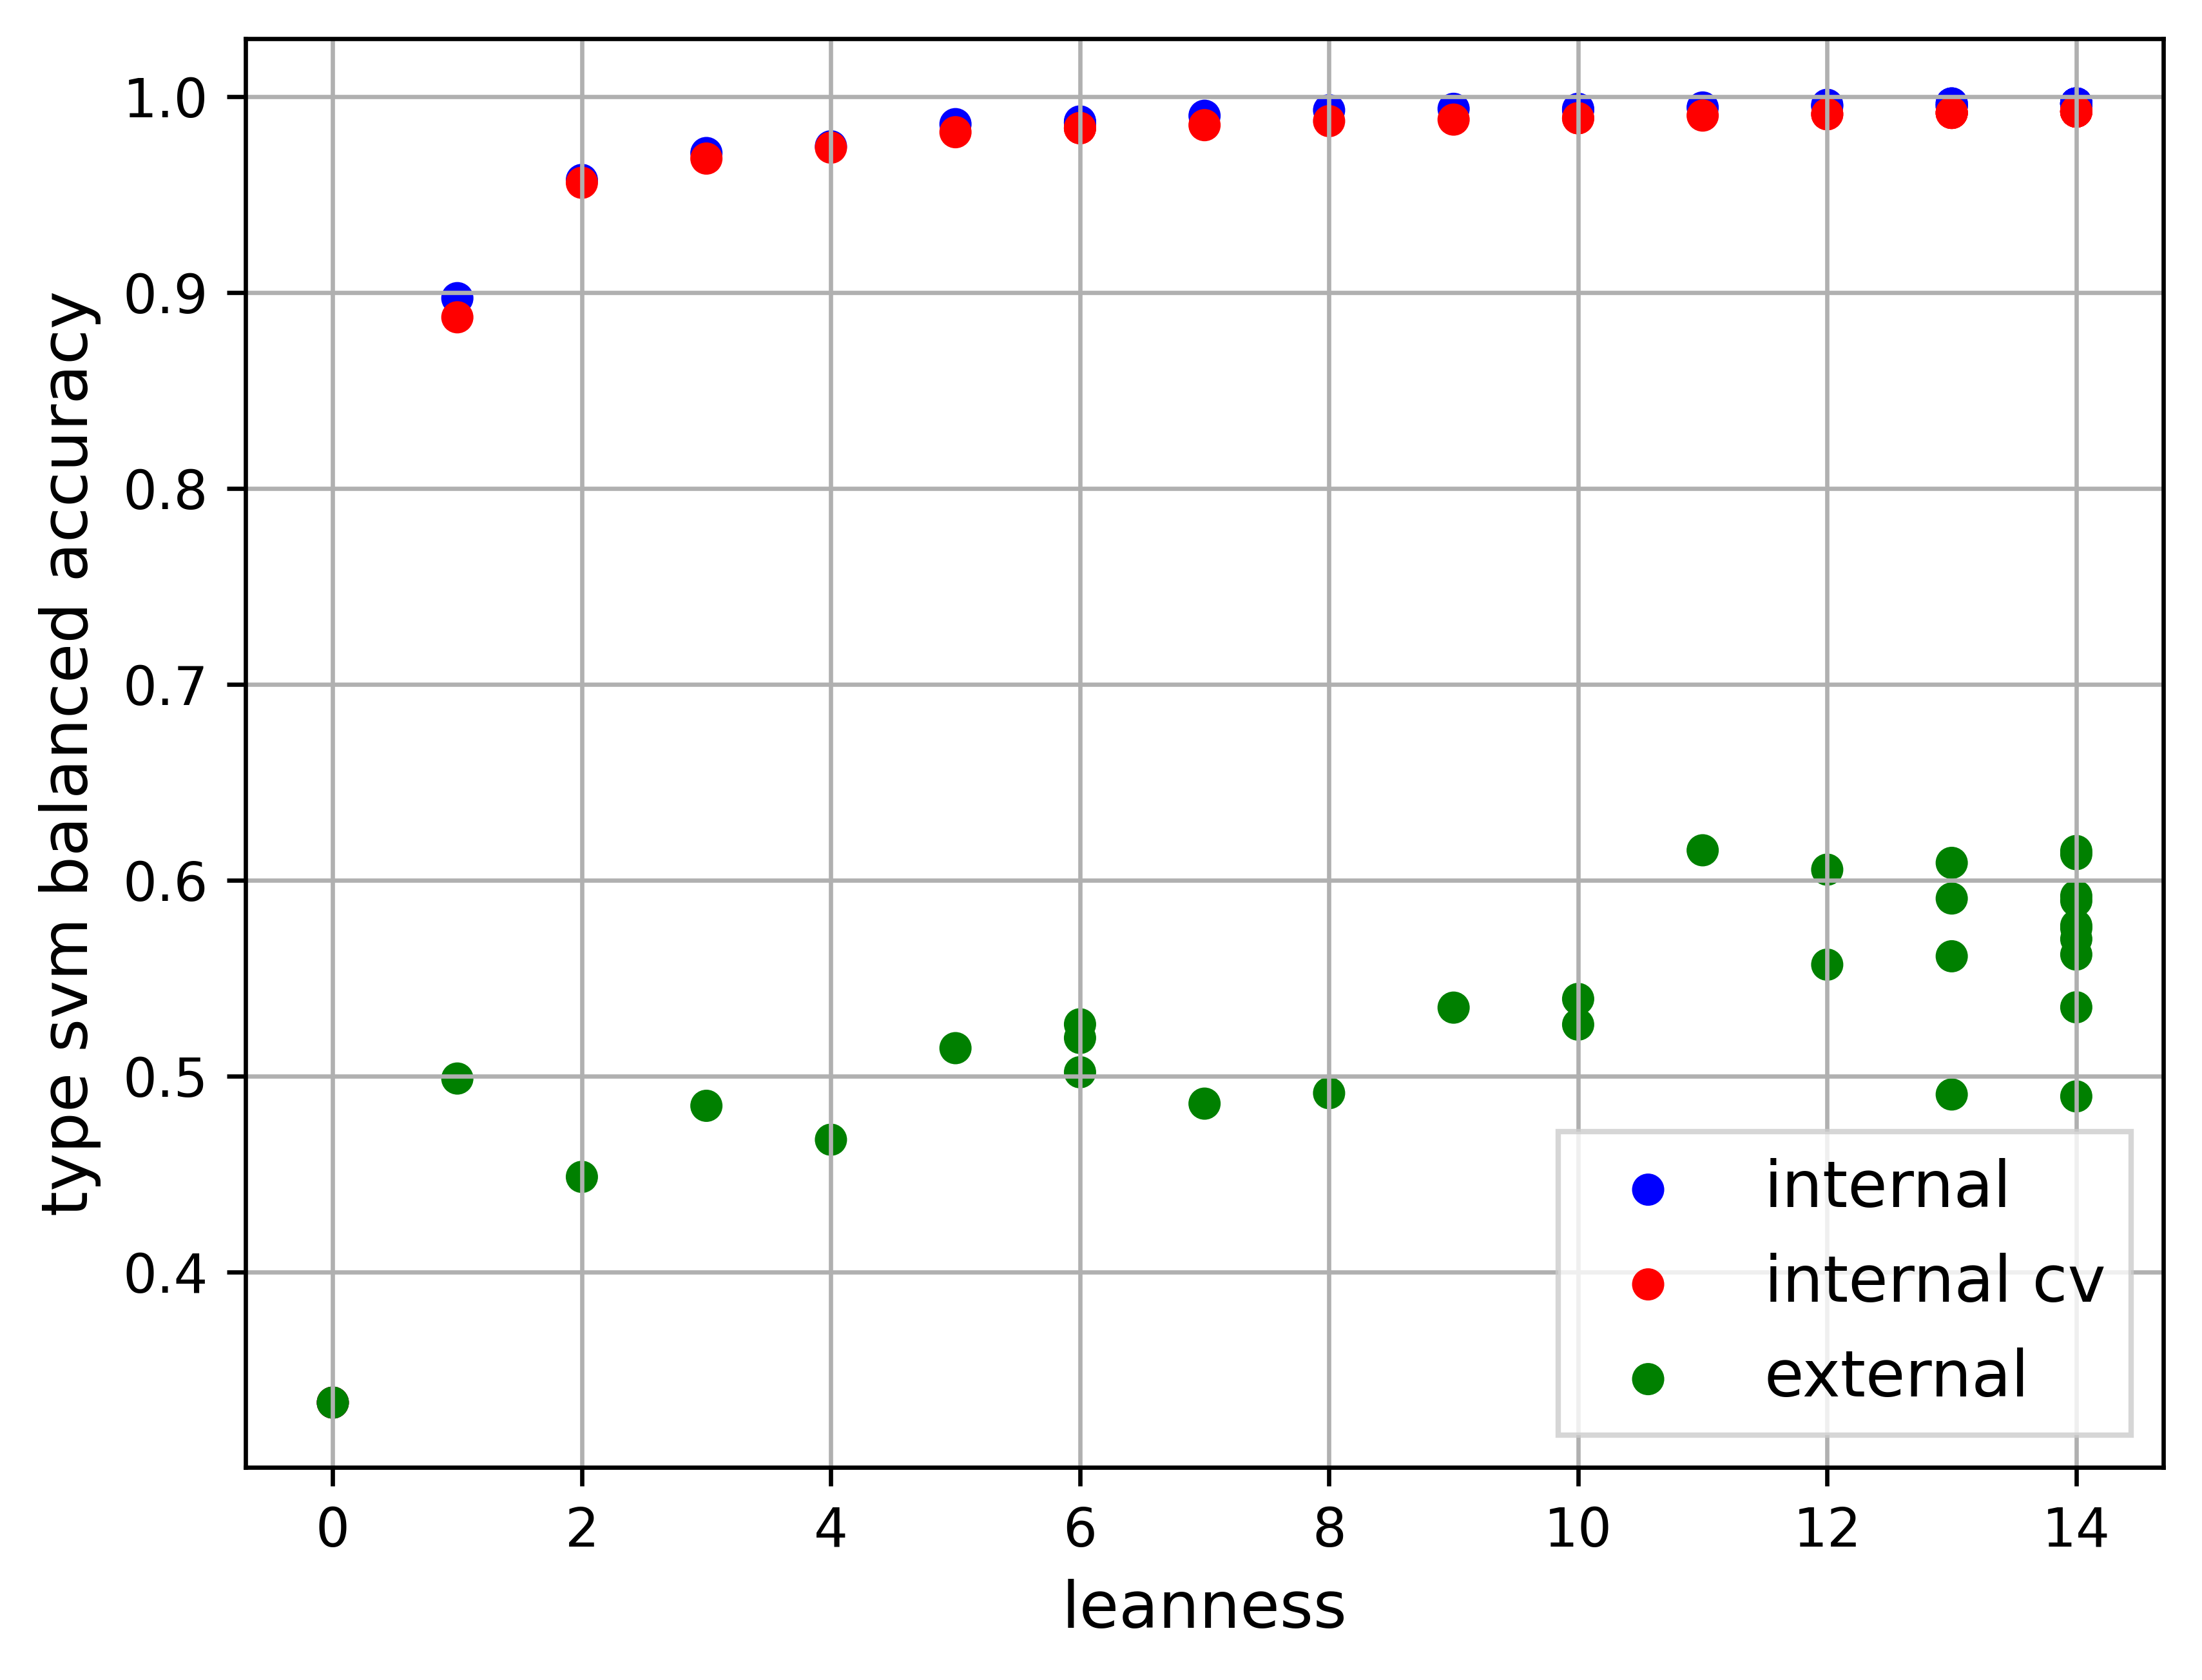 1.0
0.9
0.8
0.7
0.6
0.5
0.4
type svm balanced accuracy
internal
internal cv
external
0 2 4 6 8 10 12 14
leanness